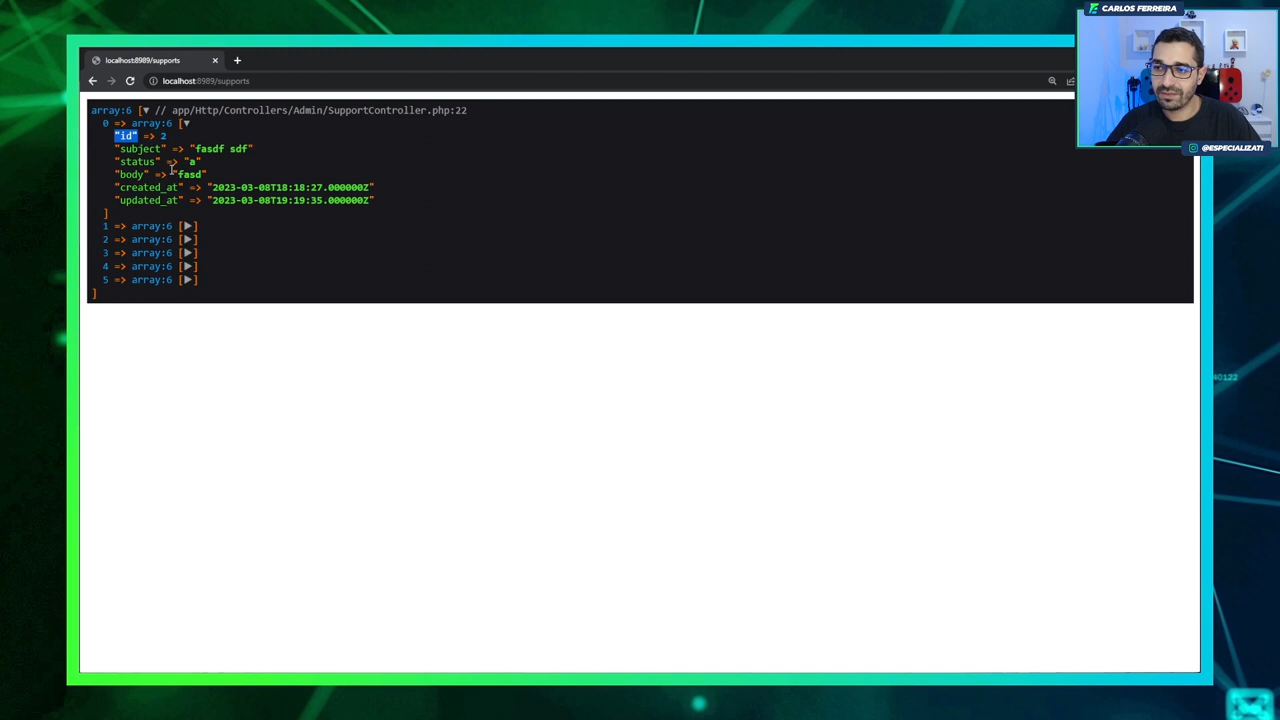 CARLOS FERREIRA
localhost:8989/supports
localhost:8989/supports
array:6 [▼ // app/Http/Controllers/Admin/SupportController.php:22
0 => array:6 [▼
"id" => 2
"subject" => "fasdf sdf"
"status" => "a"
"body" => "fasd"
"created_at" => "2023-03-08T18:18:27.000000Z"
"updated_at" => "2023-03-08T19:19:35.000000Z"
]
1 => array:6 [▶]
2 => array:6 [▶]
3 => array:6 [▶]
4 => array:6 [▶]
5 => array:6 [▶]
]
@ESPECIALIZATI
40122